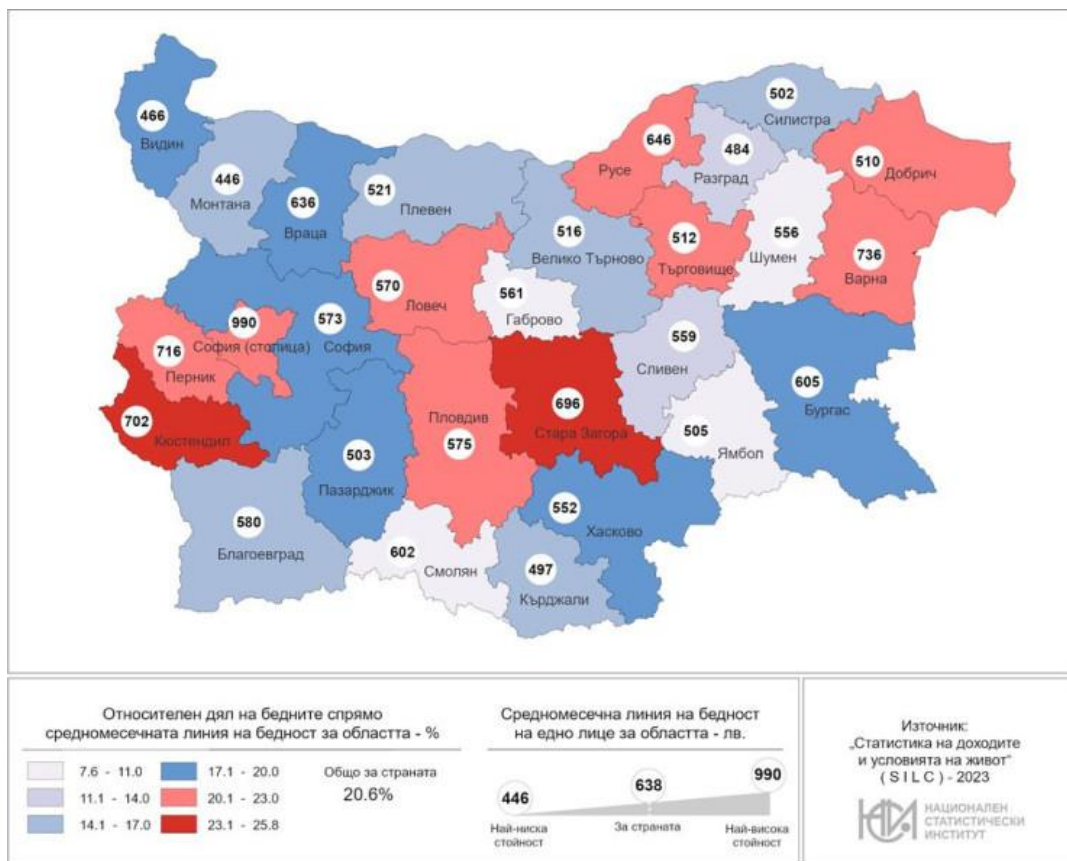 502
Силистра
466
Видин
646
Русе
484
Разград
510
Добрич
446
Монтана
636
Враца
521
Плевен
516
Велико Търново
512
Търговище
556
Шумен
736
Варна
570
Ловеч
561
Габрово
990
София (столица)
573
София
716
Перник
559
Сливен
605
Бургас
702
Кюстендил
Пловдив
575
696
Стара Загора
505
Ямбол
503
Пазарджик
552
Хасково
580
Благоевград
602
Смолян
497
Кърджали
Относителен дял на бедните спрямо
средномесечната линия на бедност за областта - %
7.6 - 11.0
17.1 - 20.0
11.1 - 14.0
20.1 - 23.0
14.1 - 17.0
23.1 - 25.8
Общо за страната
20.6%
Средномесечна линия на бедност
на едно лице за областта - лв.
446
638
990
Най-ниска
стойност
За страната
Най-висока
стойност
Източник:
„Статистика на доходите
и условията на живот“
( S I L C ) - 2023
НСИ
НАЦИОНАЛЕН
СТАТИСТИЧЕСКИ
ИНСТИТУТ